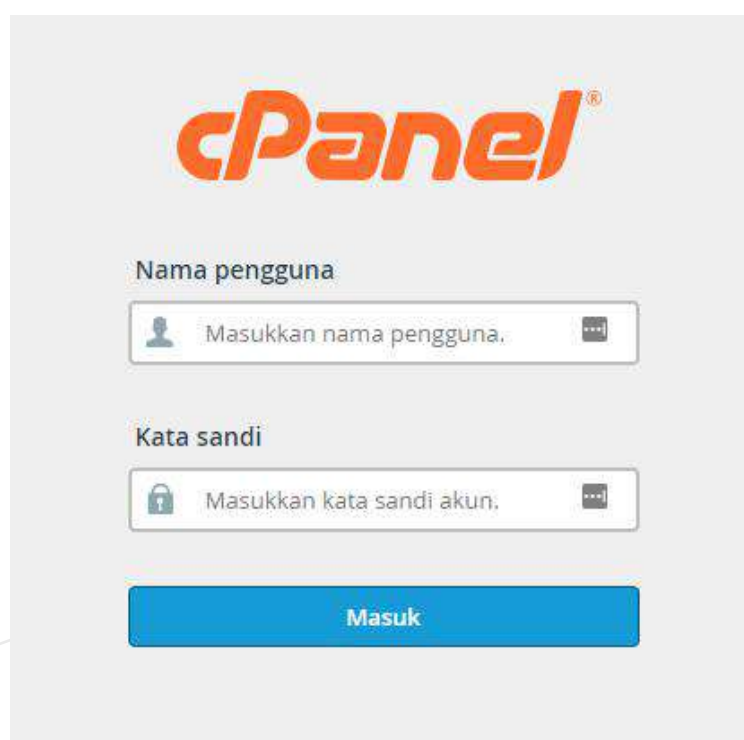 cPanel®
Nama pengguna
Masukkan nama pengguna.
Kata sandi
Masukkan kata sandi akun.
Masuk